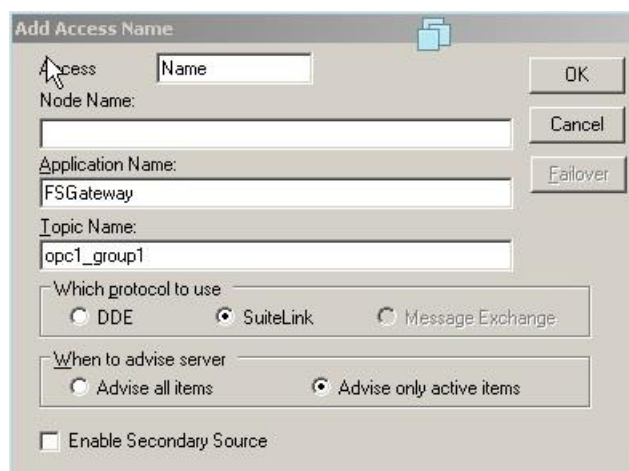 Add Access Name
Access Name
OK
Node Name:
Cancel
Application Name:
Failover
FSGateway
Topic Name:
opc1_group1
Which protocol to use
DDE SuiteLink Message Exchange
When to advise server
Advise all items Advise only active items
Enable Secondary Source